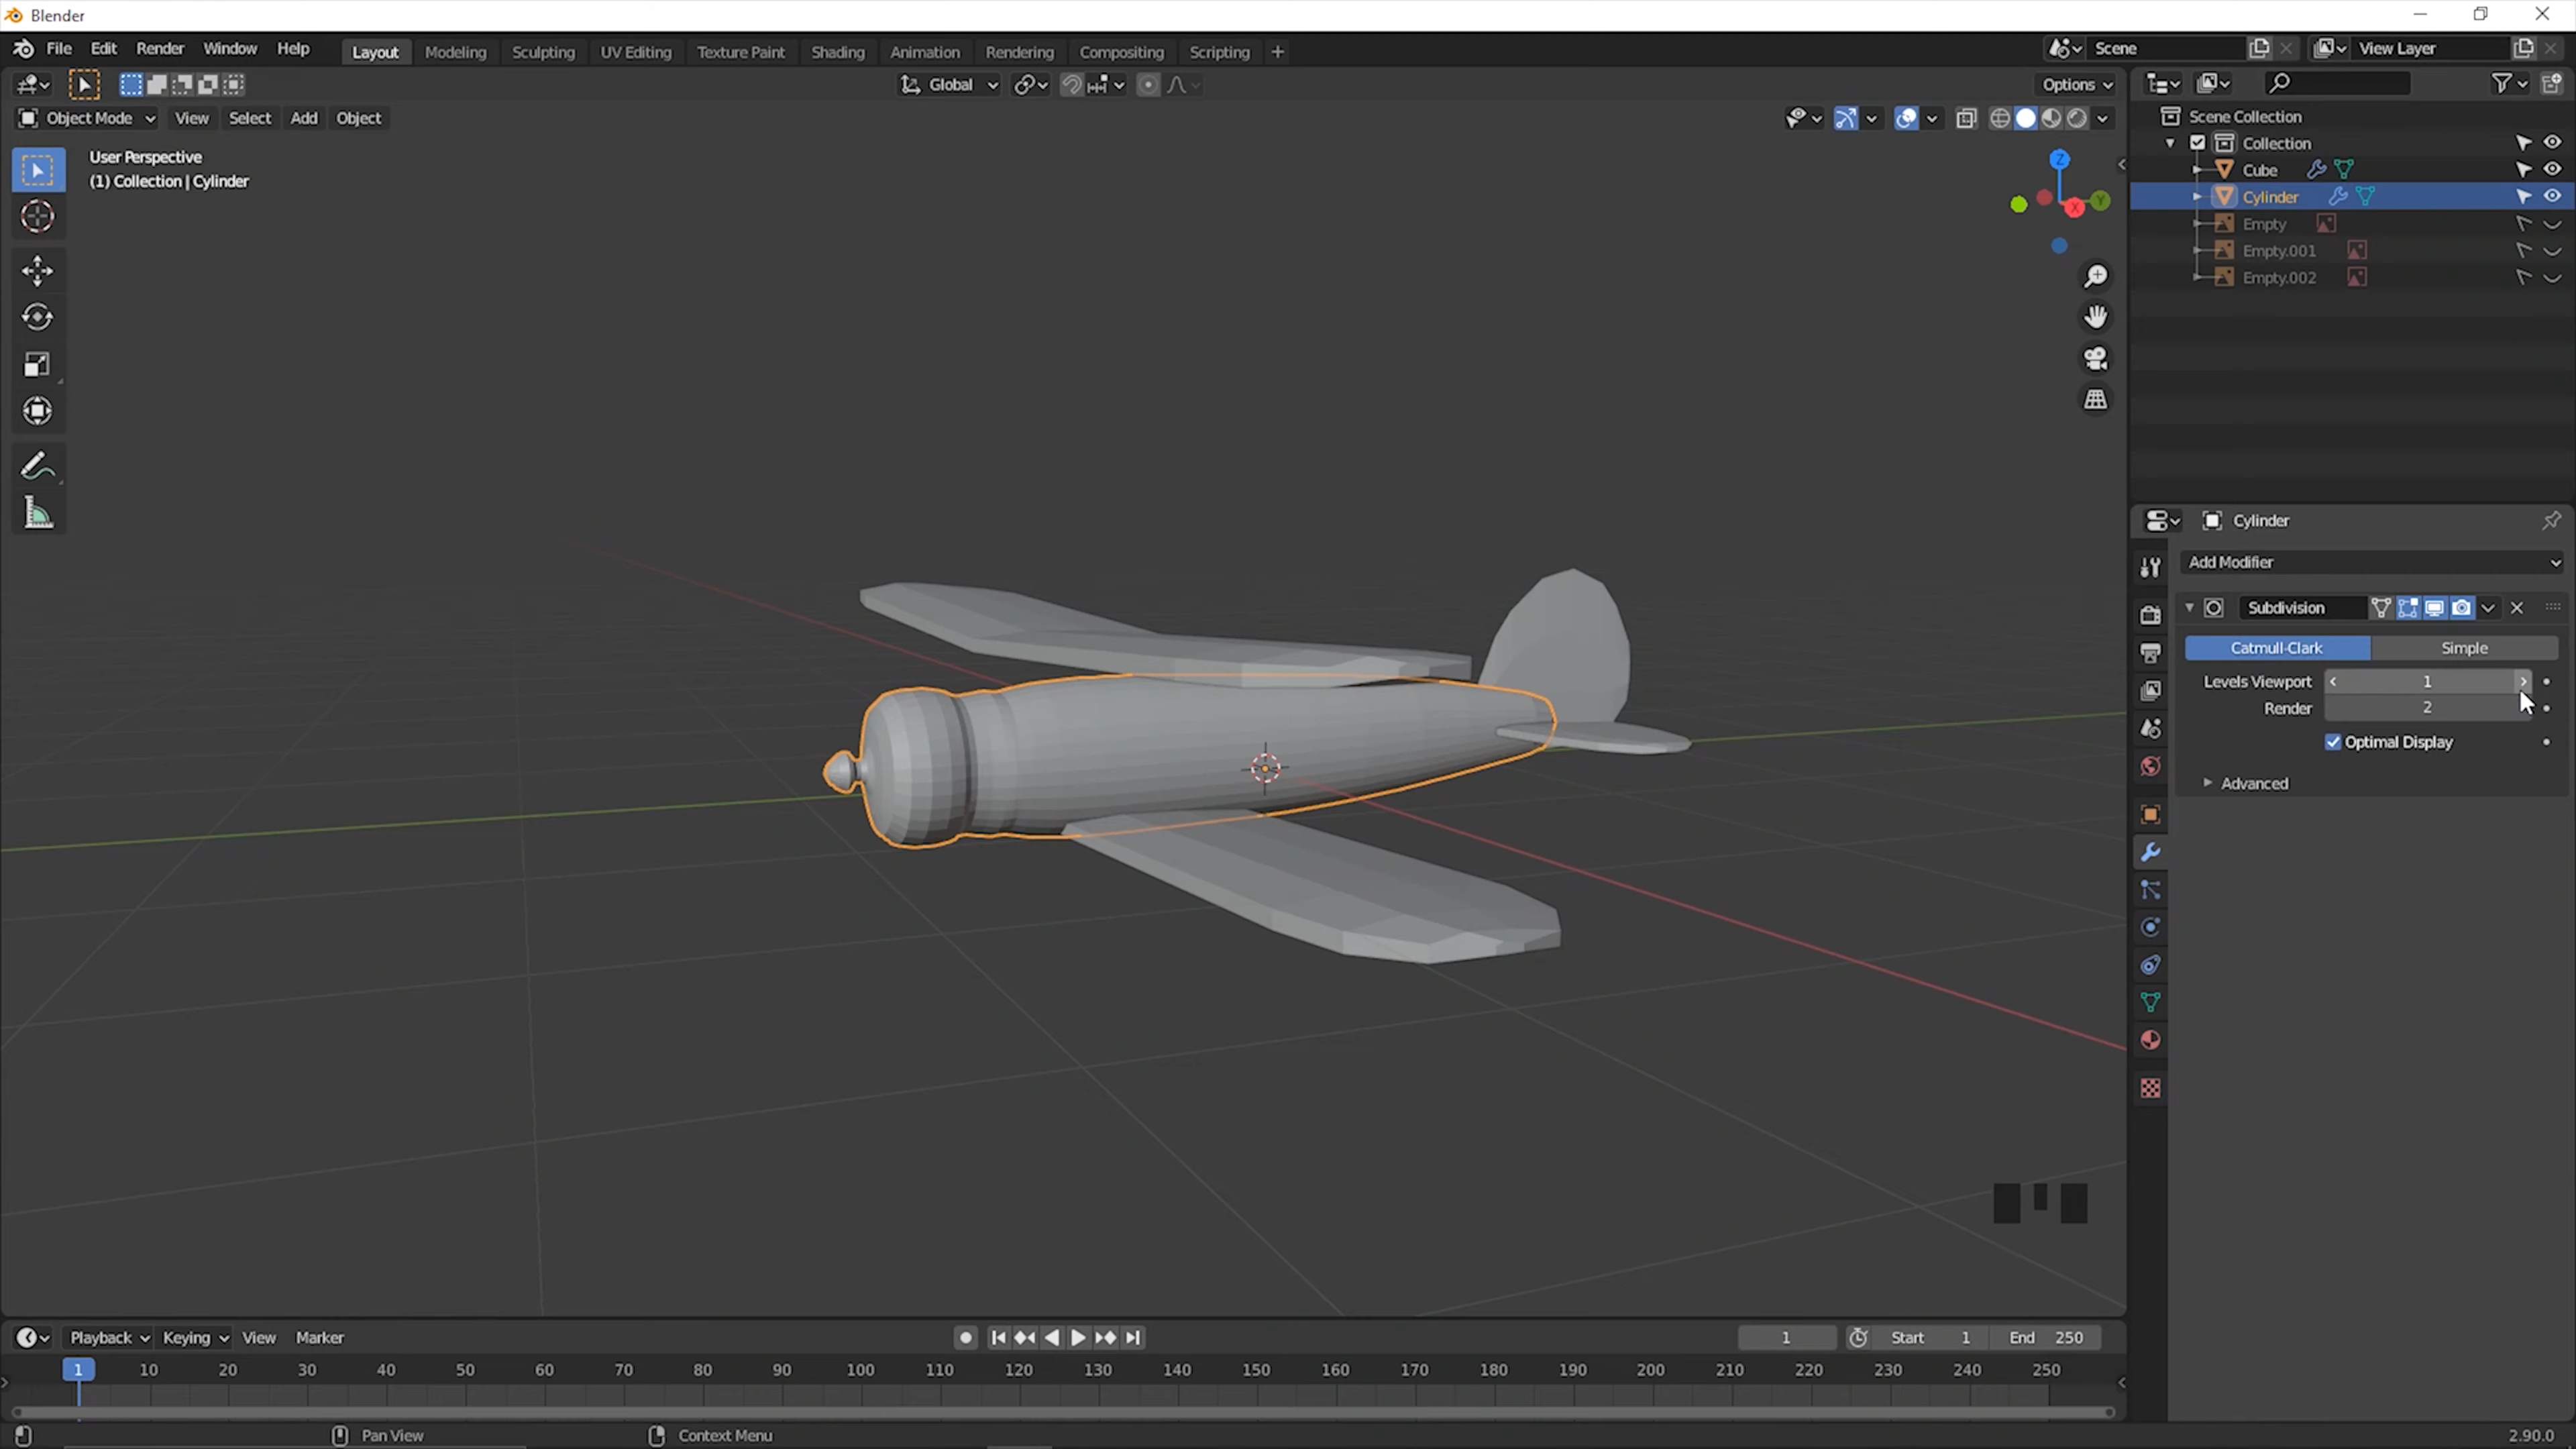 Blender
File Edit Render Window Help Layout Modeling Sculpting UV Editing Texture Paint Shading Animation Rendering Compositing Scripting + Scene View Layer
Global Options
Object Mode View Select Add Object
User Perspective
(1) Collection | Cylinder
Z
Y
X
Scene Collection
Collection
Cube
Cylinder
Empty
Empty.001
Empty.002
Cylinder
Add Modifier
Subdivision
Catmull-Clark Simple
Levels Viewport 1
Render 2
Optimal Display
Advanced
Playback Keying View Marker 1 Start 1 End 250
1 10 20 30 40 50 60 70 80 90 100 110 120 130 140 150 160 170 180 190 200 210 220 230 240 250
Pan View Context Menu 2.90.0